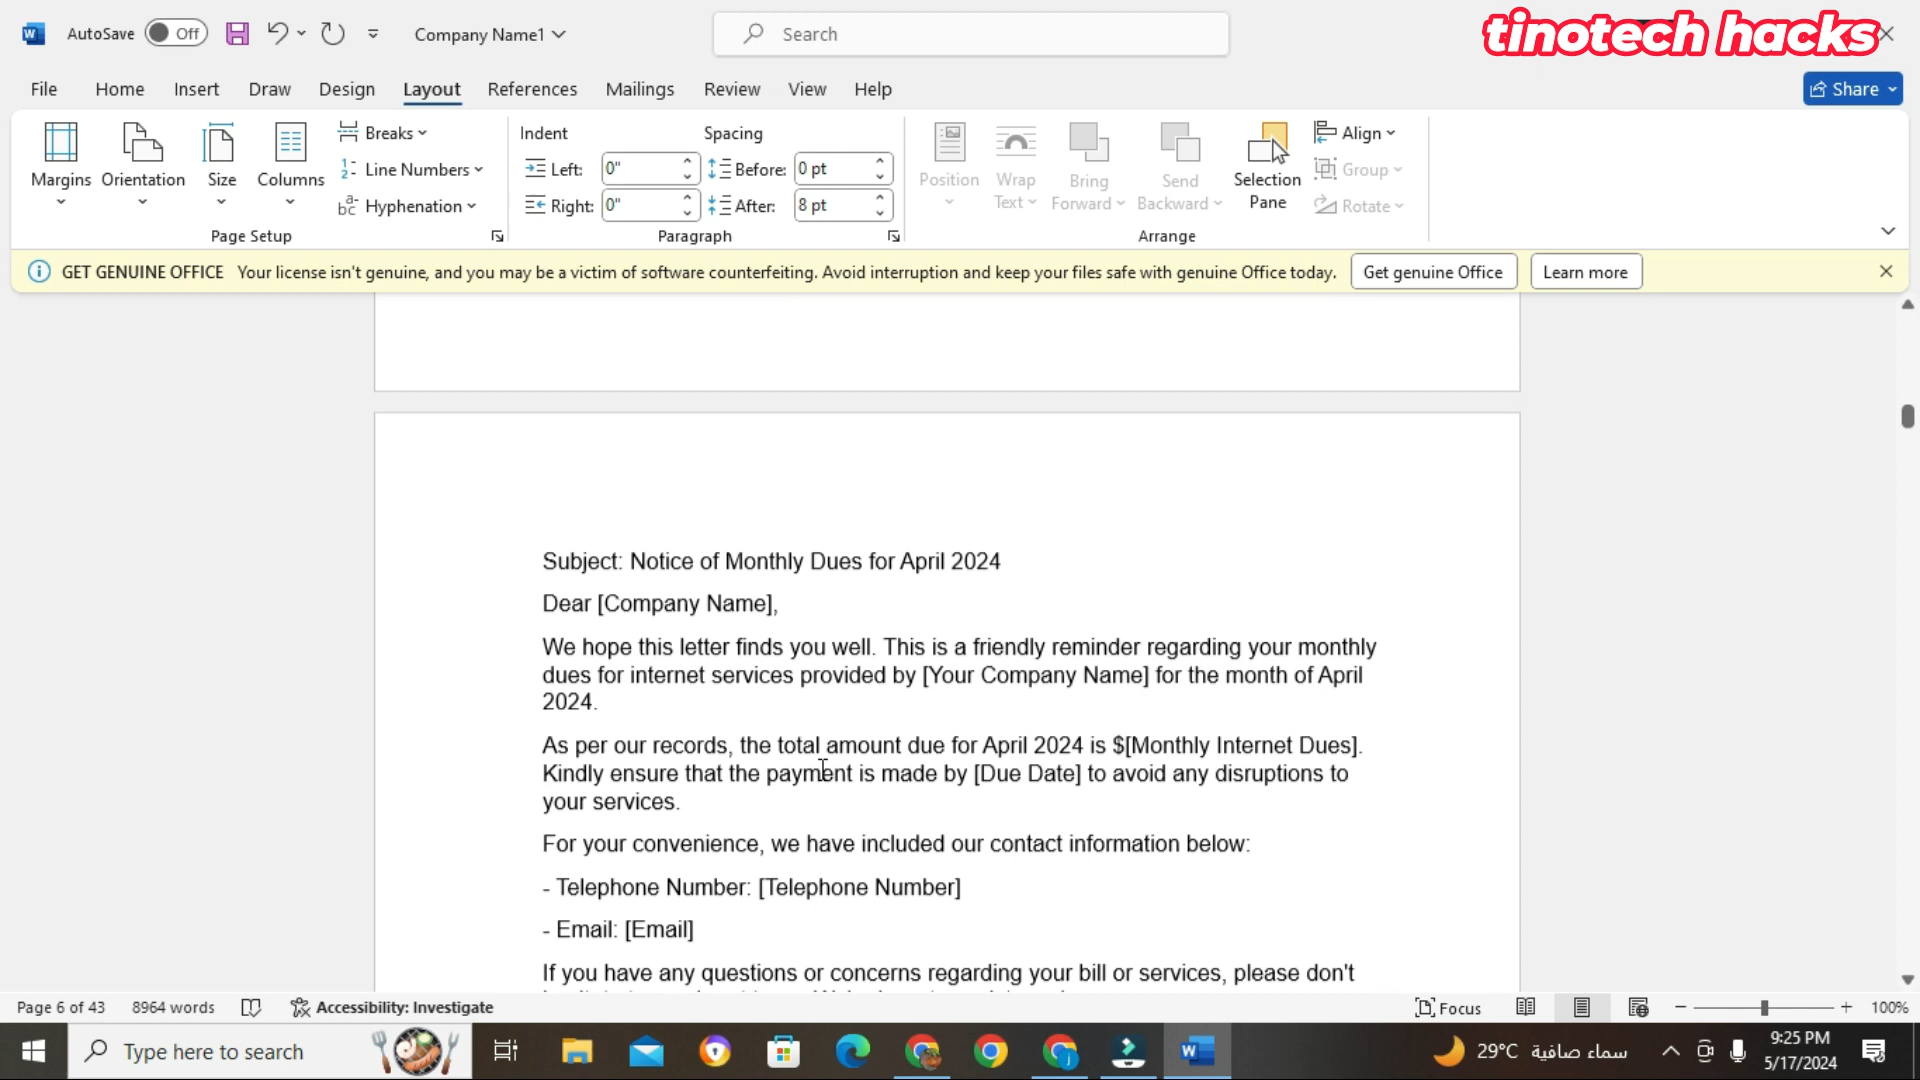 AutoSave Off Company Name1 Search tinotech hacks
File Home Insert Draw Design Layout References Mailings Review View Help Share
Margins Orientation Size Columns Breaks Line Numbers Hyphenation
Page Setup
Indent Spacing
Left: 0" Before: 0 pt
Right: 0" After: 8 pt
Paragraph
Position Wrap Text Bring Forward Send Backward Selection Pane Align Group Rotate
Arrange
GET GENUINE OFFICE Your license isn't genuine, and you may be a victim of software counterfeiting. Avoid interruption and keep your files safe with genuine Office today. Get genuine Office Learn more
Subject: Notice of Monthly Dues for April 2024
Dear [Company Name],
We hope this letter finds you well. This is a friendly reminder regarding your monthly
dues for internet services provided by [Your Company Name] for the month of April
2024.
As per our records, the total amount due for April 2024 is $[Monthly Internet Dues].
Kindly ensure that the payment is made by [Due Date] to avoid any disruptions to
your services.
For your convenience, we have included our contact information below:
- Telephone Number: [Telephone Number]
- Email: [Email]
If you have any questions or concerns regarding your bill or services, please don't
Page 6 of 43 8964 words Accessibility: Investigate Focus 100%
Type here to search 29°C سماء صافية 9:25 PM
5/17/2024